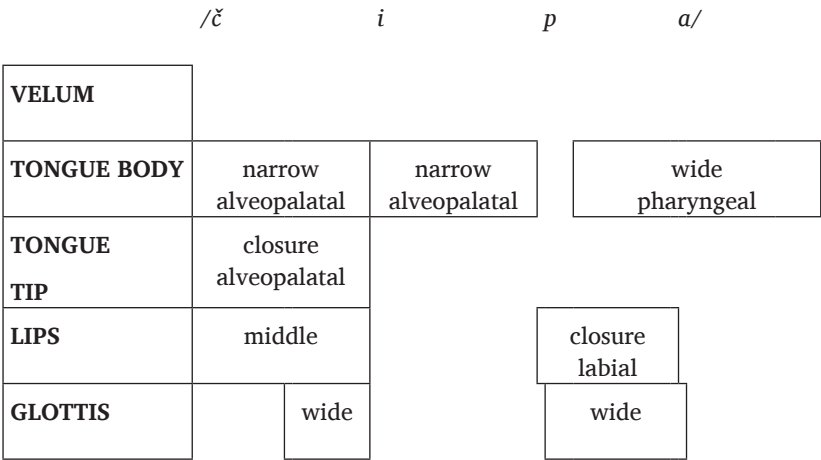 /č i p a/
VELUM
TONGUE BODY narrow narrow wide
alveopalatal alveopalatal pharyngeal
TONGUE closure
alveopalatal
TIP
LIPS middle closure
labial
GLOTTIS wide wide